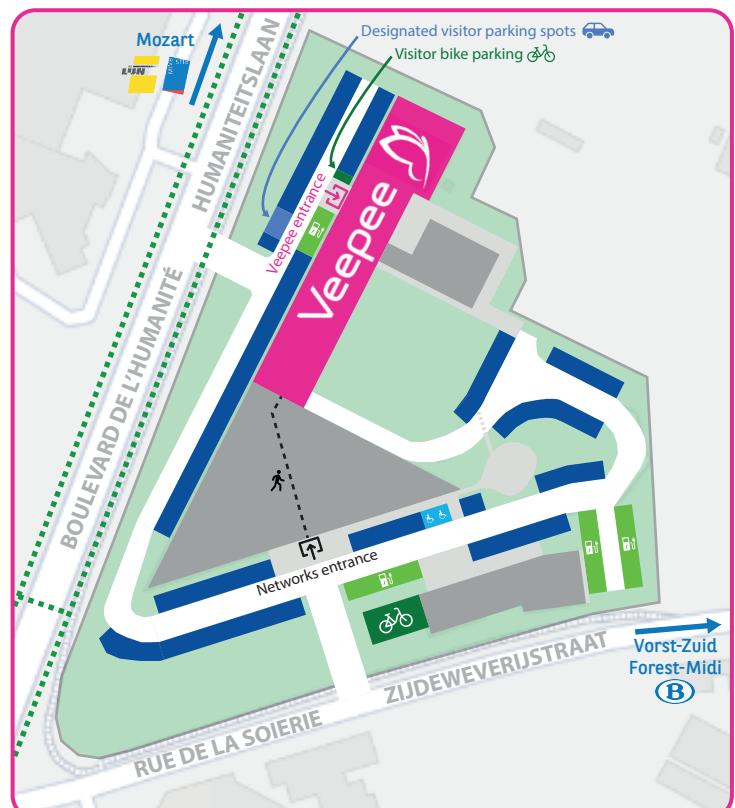 Designated visitor parking spots
Visitor bike parking
Mozart
HUMANITEITSLAAN
BOULEVARD DE L'HUMANITÉ
Veepee entrance
Veepee
Networks entrance
Vorst-Zuid
Forest-Midi
B
ZIJDEWEVERIJSTRAAT
RUE DE LA SOIERIE